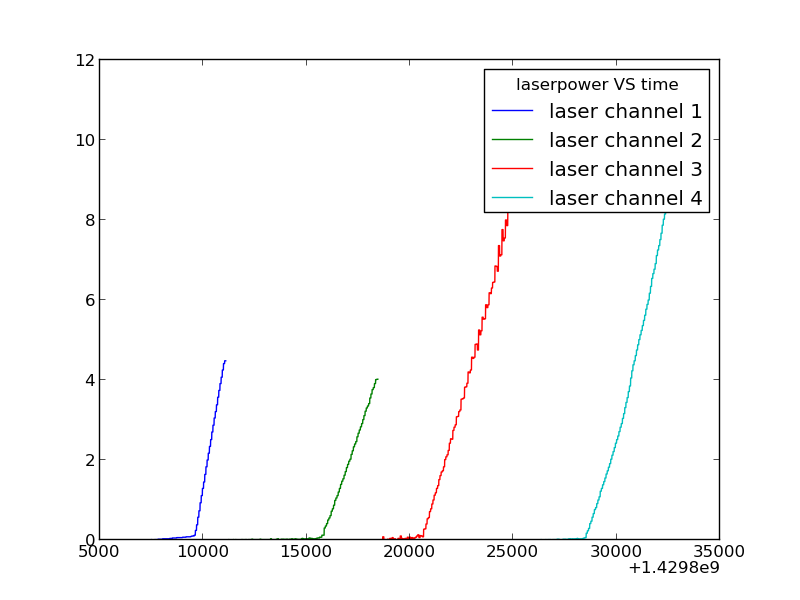 12
10
8
6
4
2
0
laserpower VS time
laser channel 1
laser channel 2
laser channel 3
laser channel 4
5000 10000 15000 20000 25000 30000 35000
+1.4298e9